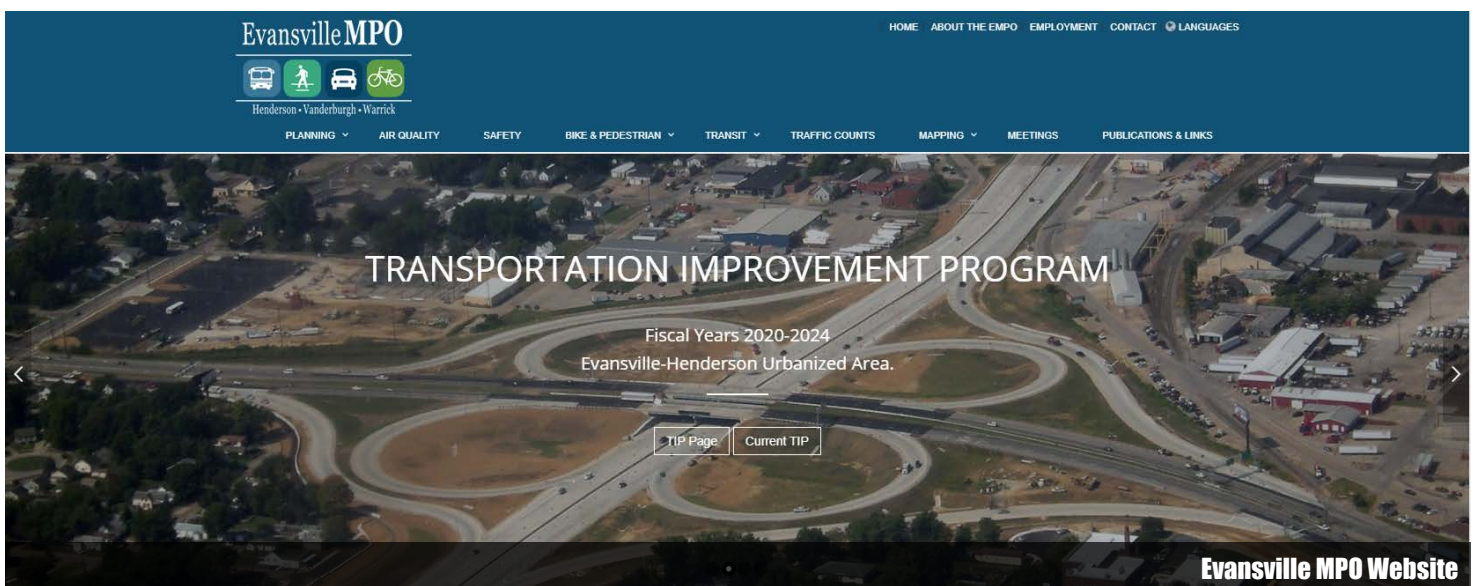 Evansville MPO
Henderson • Vanderburgh • Warrick
HOME ABOUT THE EMPO EMPLOYMENT CONTACT LANGUAGES
PLANNING AIR QUALITY SAFETY BIKE & PEDESTRIAN TRANSIT TRAFFIC COUNTS MAPPING MEETINGS PUBLICATIONS & LINKS
TRANSPORTATION IMPROVEMENT PROGRAM
Fiscal Years 2020-2024
Evansville-Henderson Urbanized Area.
TIP Page Current TIP
Evansville MPO Website